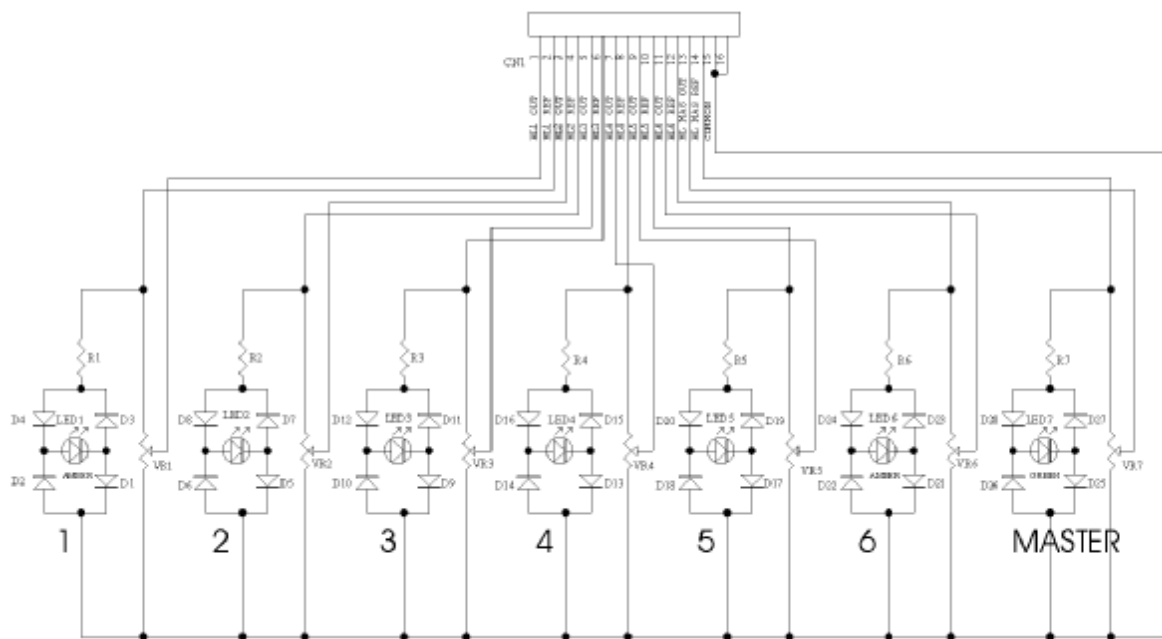 CN1
1 2 3 4 5 6 7 8 9 10 11 12 13 14 15 16
COMMON
R1 R2 R3 R4 R5 R6 R7
D4 LED1 D3 D8 LED2 D7 D12 LED3 D11 D16 LED4 D15 D20 LED5 D19 D24 LED6 D23 D28 LED7 D27
VR1 VR2 VR3 VR4 VR5 VR6 VR7
D2 AMBER D1 D6 D5 D10 D9 D14 D13 D18 D17 D22 AMBER D21 D26 GREEN D25
1 2 3 4 5 6 MASTER